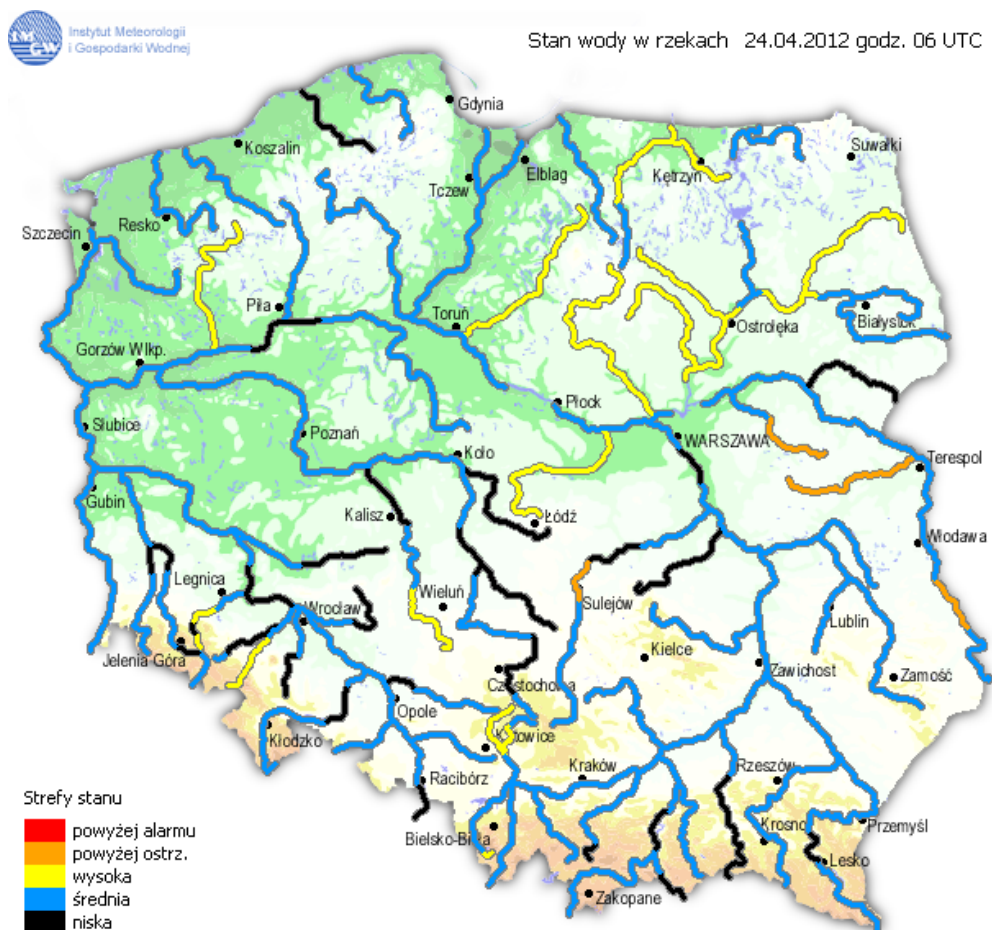 Instytut Meteorologii
i Gospodarki Wodnej
IMGW
Stan wody w rzekach 24.04.2012 godz. 06 UTC
Gdynia
Koszalin
Suwałki
Elbląg
Kętrzyn
Tczew
Resko
Szczecin
Piła
Toruń
Białystok
Ostrołęka
Gorzów Wlkp.
Płock
Słubice
Poznań
WARSZAWA
Koło
Terespol
Gubin
Kalisz
Łódź
Włodawa
Legnica
Wieluń
Wrocław
Sulejów
Lublin
Jelenia Góra
Kielce
Zawichost
Zamość
Częstochowa
Opole
Kłodzko
Katowice
Racibórz
Kraków
Rzeszów
Strefy stanu
powyżej alarmu
Bielsko-Biała
Krosno
Przemyśl
powyżej ostrz.
Lesko
wysoka
średnia
Zakopane
niska